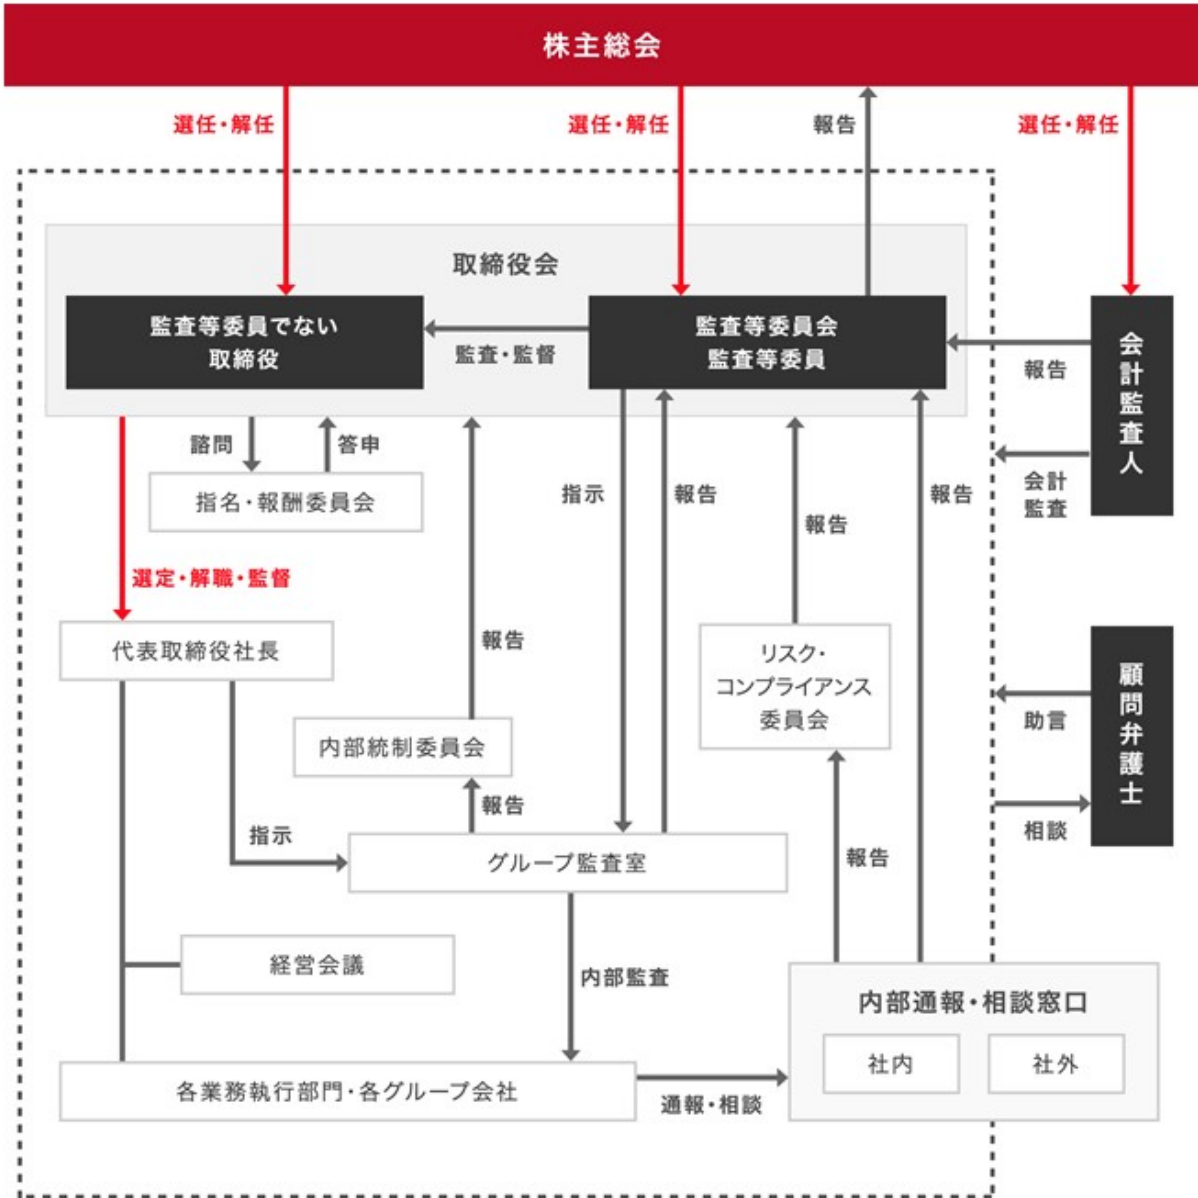 株主総会
選任・解任
選任・解任
報告
選任・解任
取締役会
監査等委員でない
取締役
監査・監督
監査等委員会
監査等委員
報告
会計監査人
会計
監査
諮問
答申
指名・報酬委員会
指示
報告
報告
報告
選定・解職・監督
代表取締役社長
報告
リスク・
コンプライアンス
委員会
助言
顧問弁護士
相談
内部統制委員会
報告
指示
グループ監査室
報告
経営会議
内部監査
内部通報・相談窓口
社内
社外
各業務執行部門・各グループ会社
通報・相談